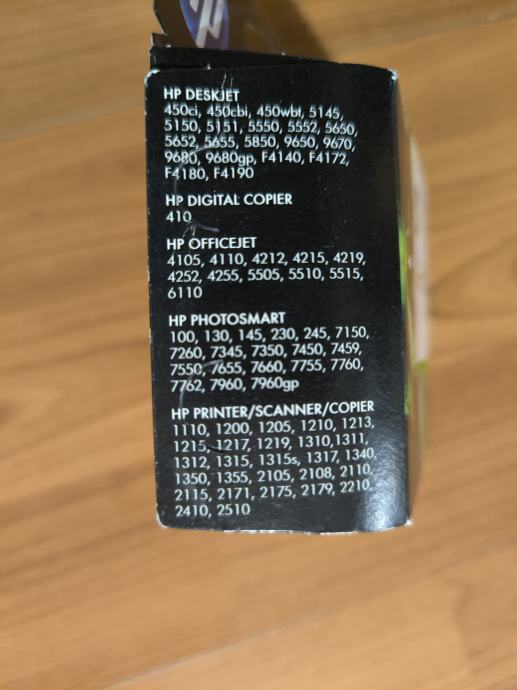 HP DESKJET
450ci, 450cbi, 450wbt, 5145,
5150, 5151, 5550, 5552, 5650,
5652, 5655, 5850, 9650, 9670,
9680, 9680gp, F4140, F4172,
F4180, F4190
HP DIGITAL COPIER
410
HP OFFICEJET
4105, 4110, 4212, 4215, 4219,
4252, 4255, 5505, 5510, 5515,
6110
HP PHOTOSMART
100, 130, 145, 230, 245, 7150,
7260, 7345, 7350, 7450, 7459,
7550, 7655, 7660, 7755, 7760,
7762, 7960, 7960gp
HP PRINTER/SCANNER/COPIER
1110, 1200, 1205, 1210, 1213,
1215, 1217, 1219, 1310,1311,
1312, 1315, 1315s, 1317, 1340,
1350, 1355, 2105, 2108, 2110,
2115, 2171, 2175, 2179, 2210,
2410, 2510